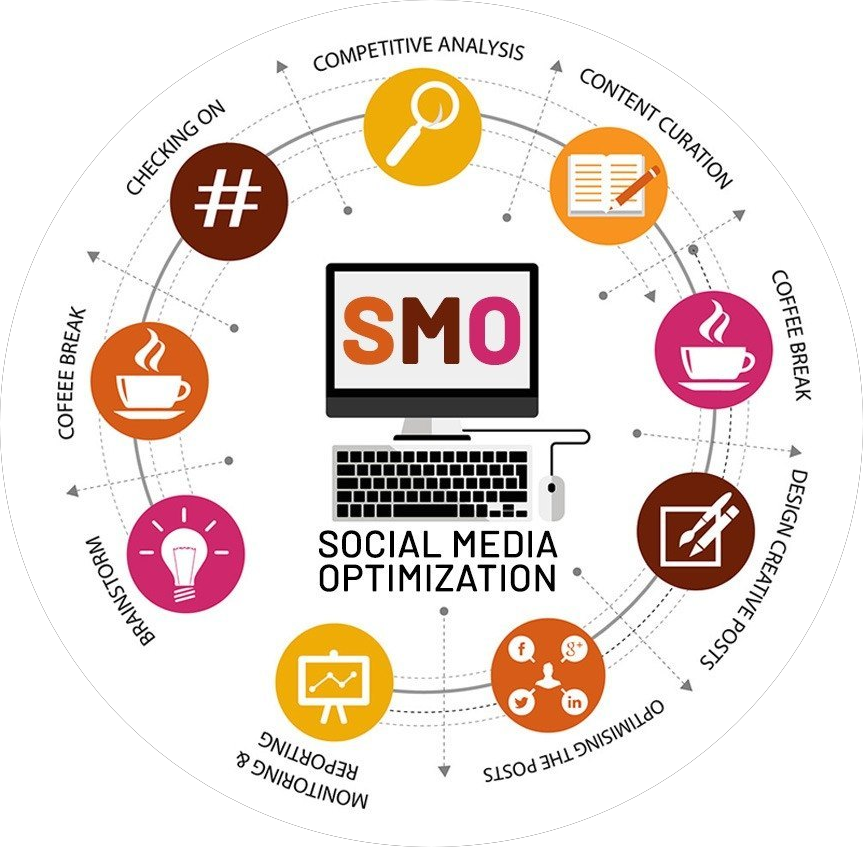 COMPETITIVE ANALYSIS
CONTENT CURATION
COFFEE BREAK
DESIGN CREATIVE POSTS
OPTIMISING THE POSTS
MONITORING &
REPORTING
BRAINSTORM
COFEEE BREAK
CHECKING ON
#
SMO
SOCIAL MEDIA
OPTIMIZATION
f
g+
in